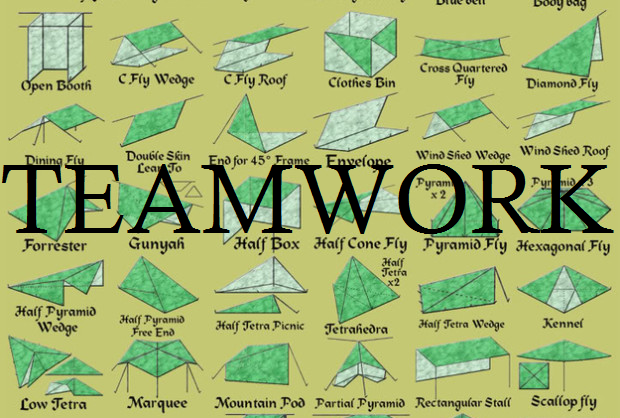 Blue Bell
Body bag
Open Booth
C Fly Wedge
C Fly Roof
Clothes Bin
Cross Quartered
Fly
Diamond Fly
Dining Fly
Double Skin
Lean To
End for 45° Frame
Envelope
Wind Shed Wedge
Wind Shed Roof
TEAMWORK
Forrester
Gunyah
Half Box
Half Cone Fly
Pyramid
x 2
Pyramid Fly
Pyramid x 3
Hexagonal Fly
Half Pyramid
Wedge
Half Pyramid
Free End
Half Tetra Picnic
Half
Tetra
x2
Tetrahedra
Half Tetra Wedge
Kennel
Low Tetra
Marquee
Mountain Pod
Partial Pyramid
Rectangular Stall
Scallop fly